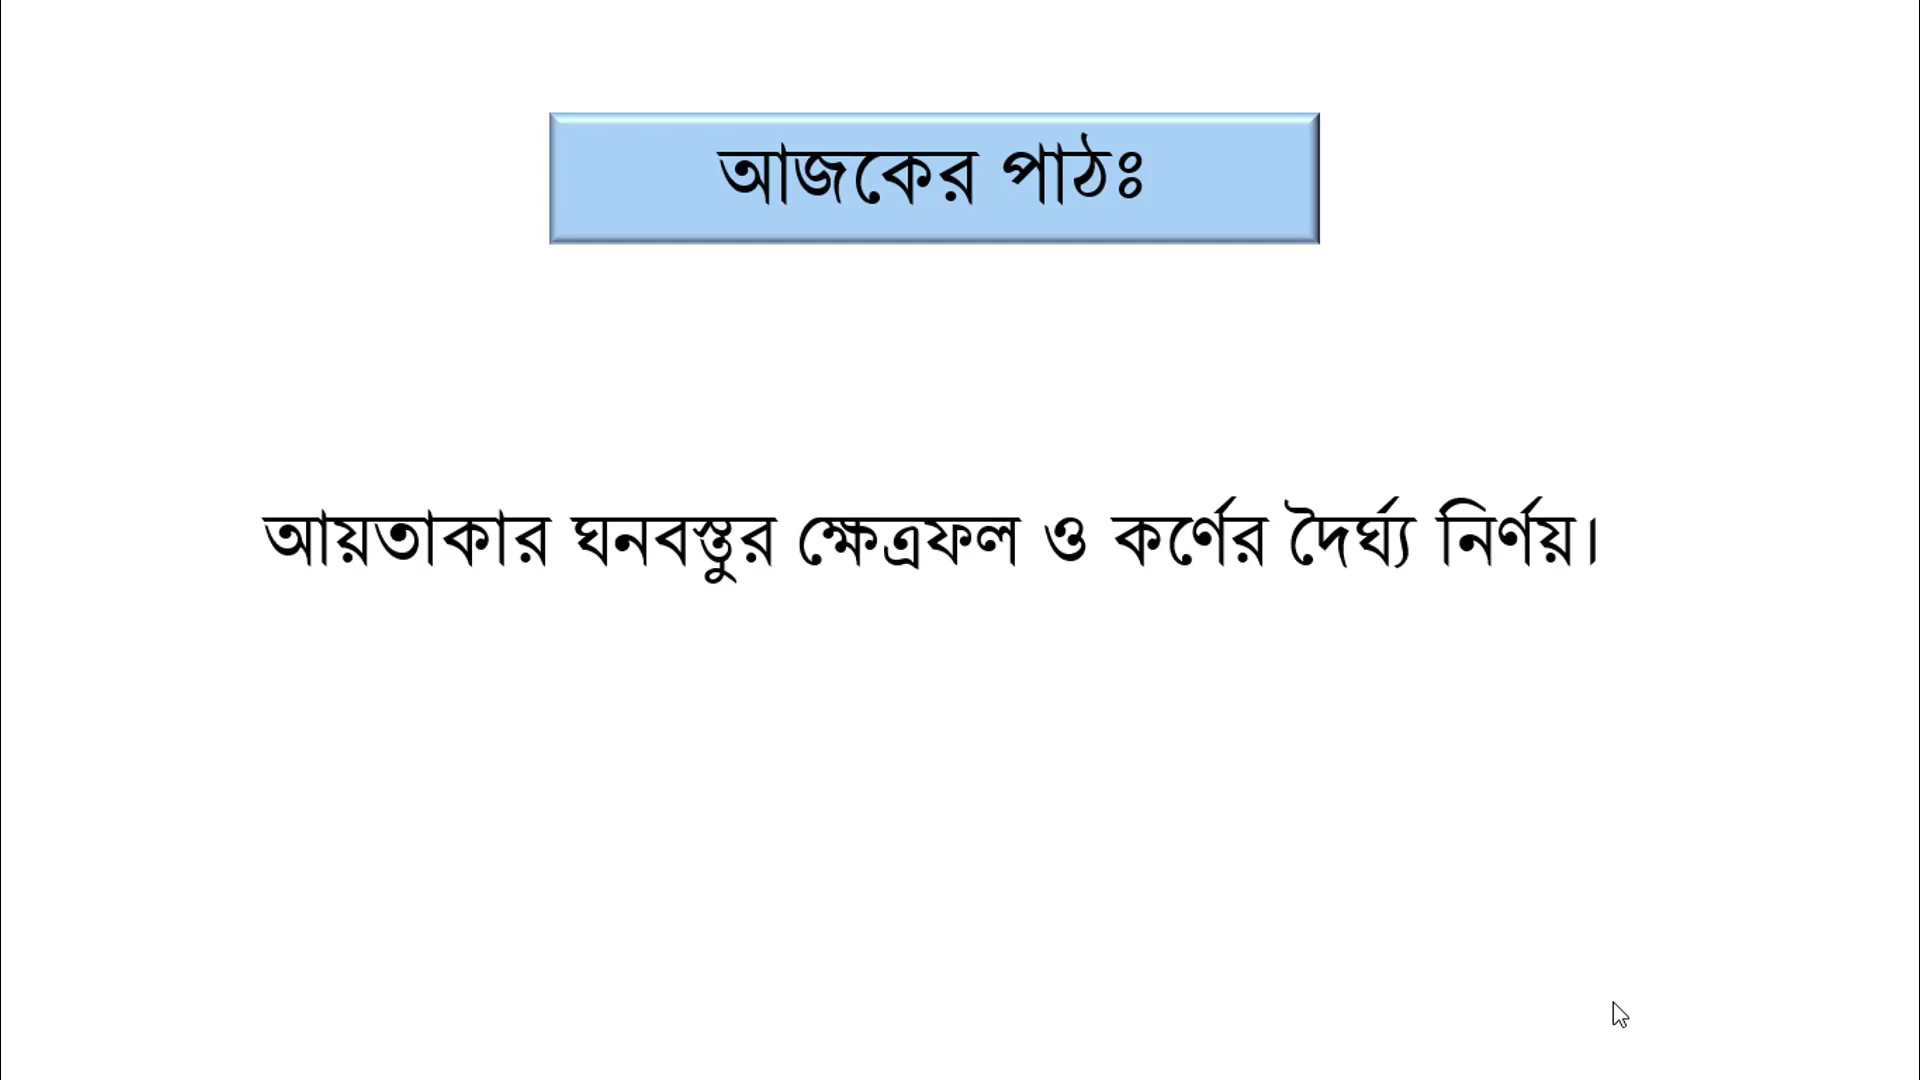 আজকের পাঠঃ
আয়তাকার ঘনবস্তুর ক্ষেত্রফল ও কর্ণের দৈর্ঘ্য নির্ণয়।